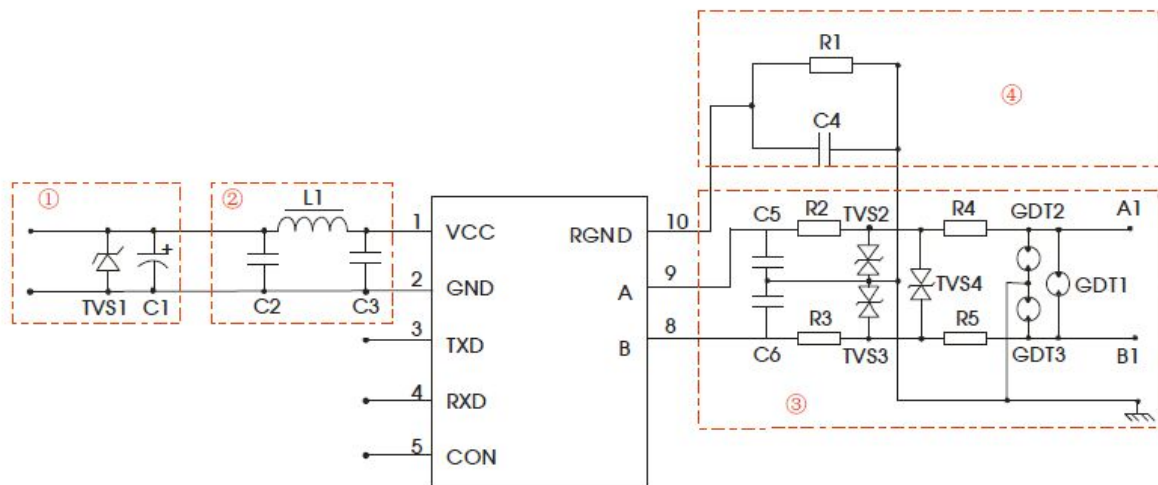 R1
④
C4
①
②
L1
1
VCC
10
RGND
C5
R2
TVS2
R4
GDT2
A1
TVS1
C1
+
C2
C3
2
GND
9
A
TVS4
GDT1
3
TXD
8
B
C6
R3
TVS3
R5
GDT3
B1
4
RXD
③
5
CON